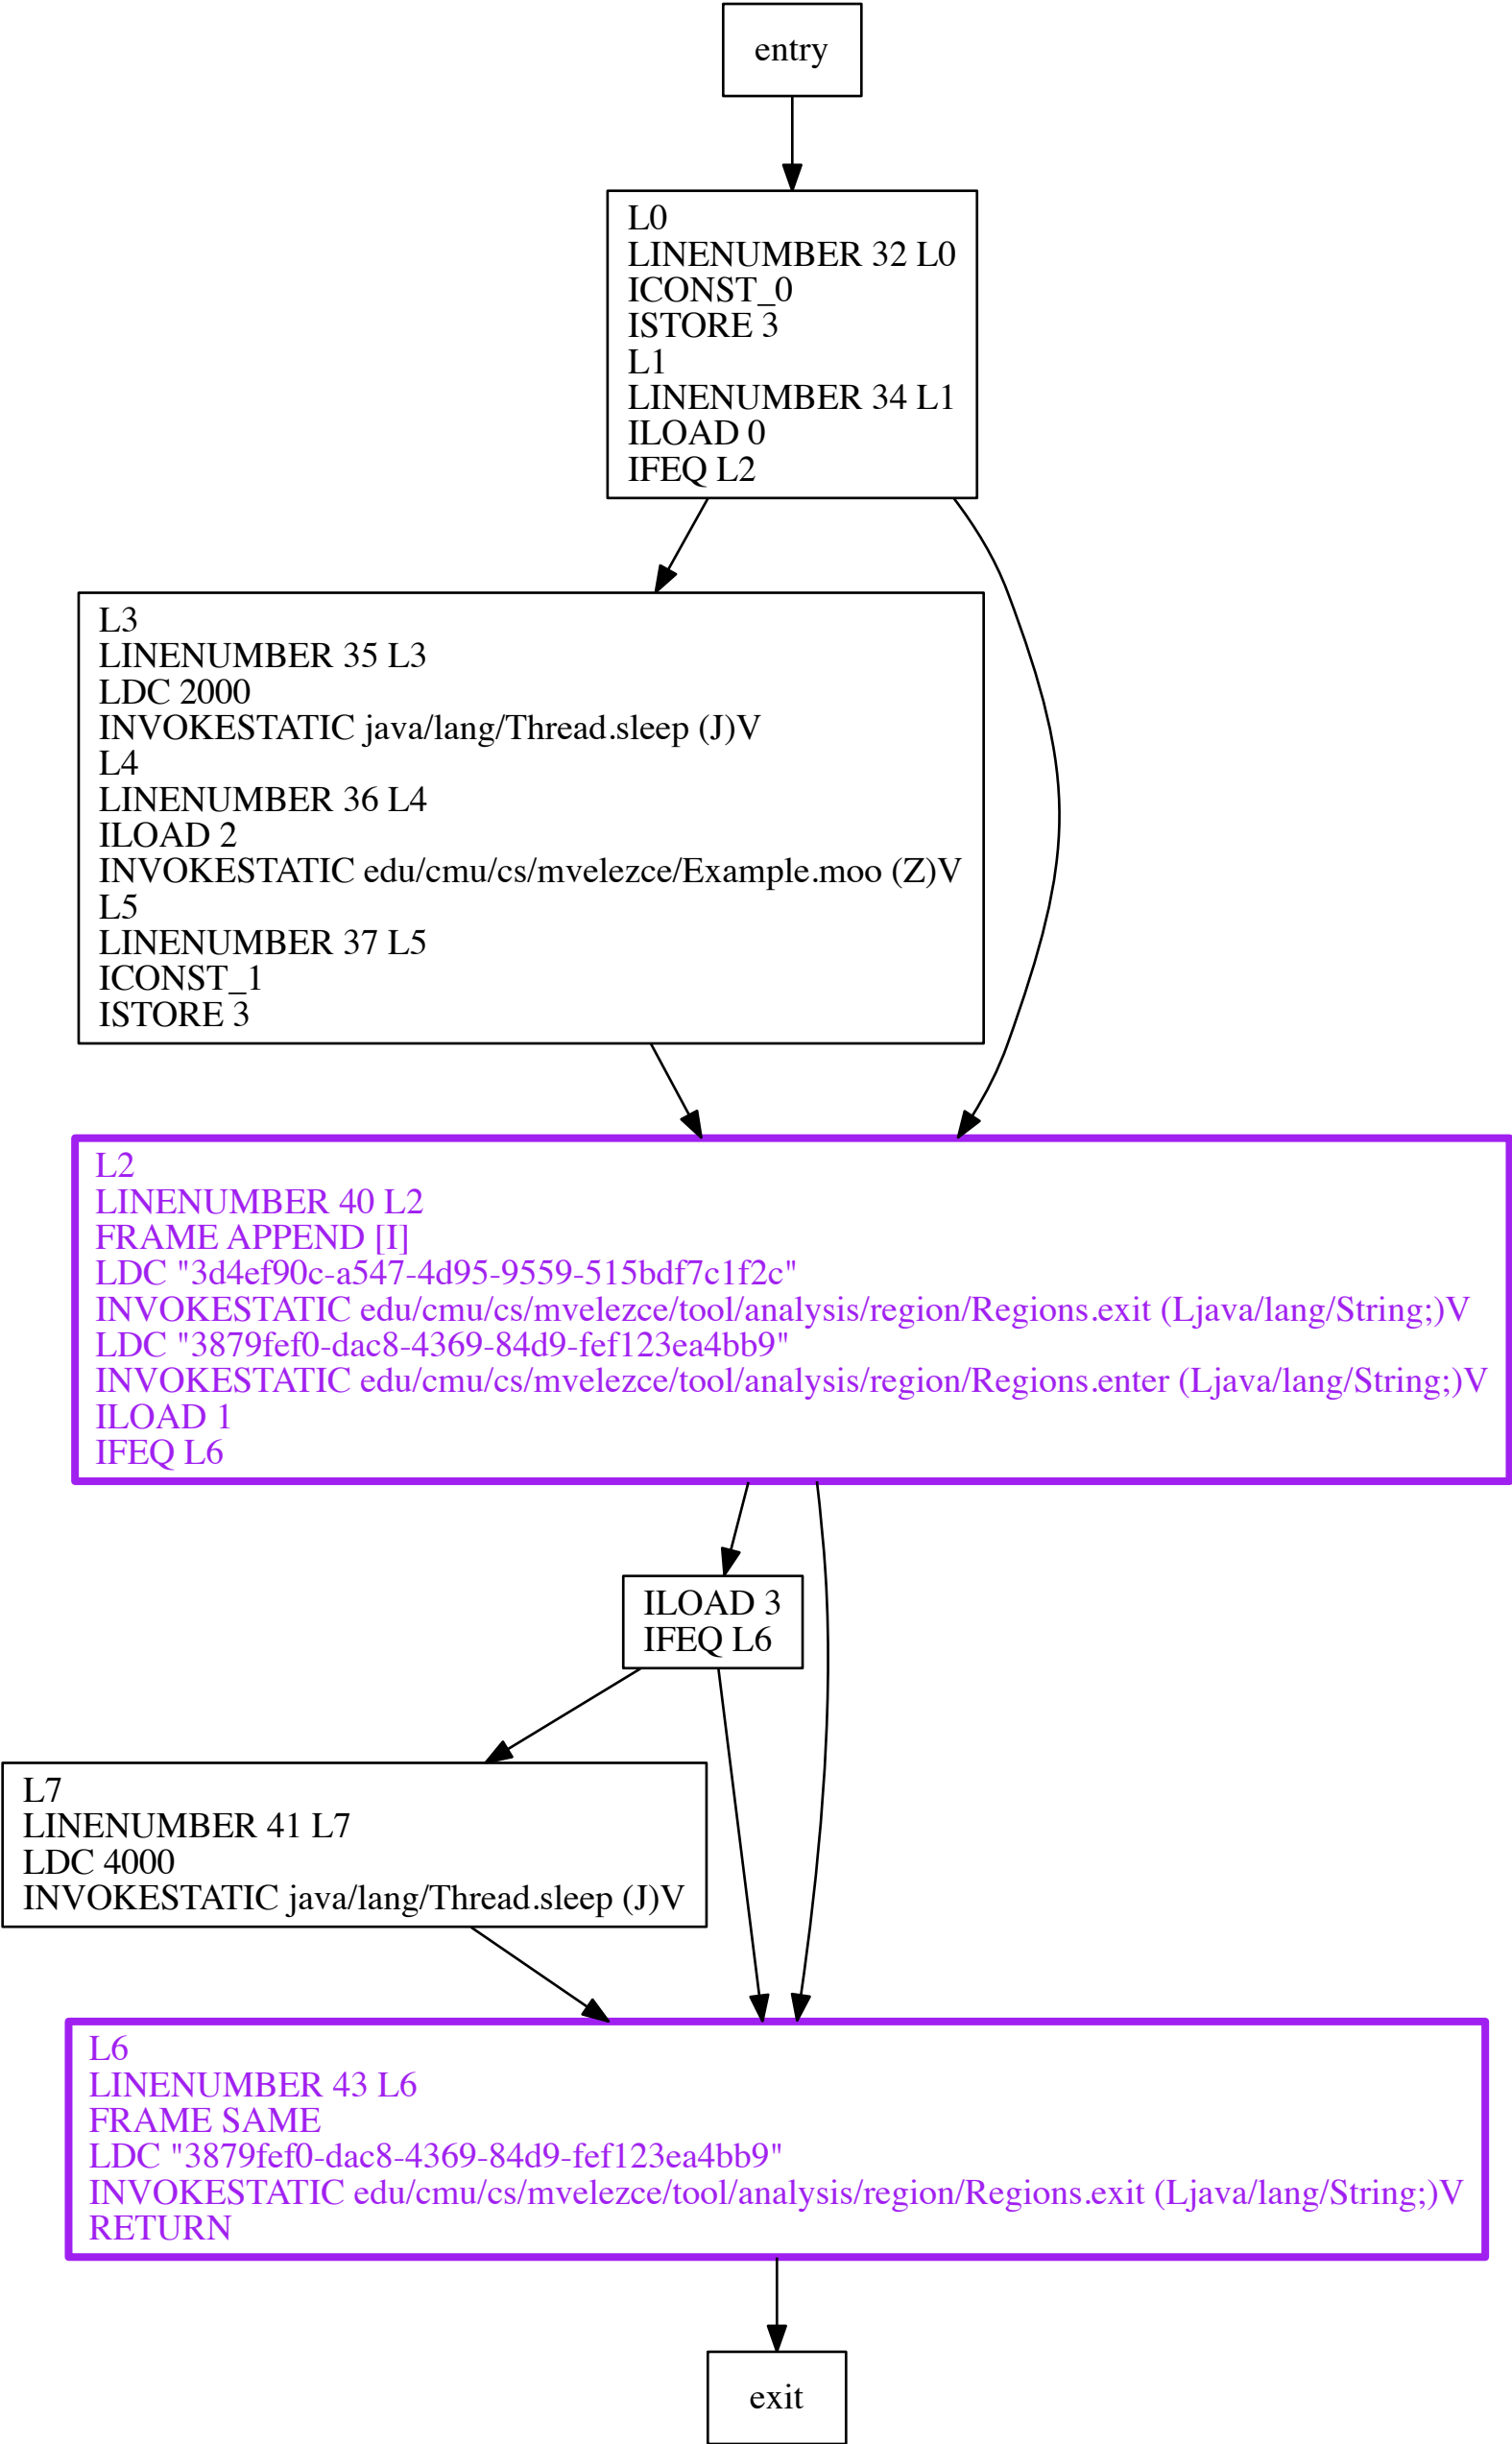 entry
L0
LINENUMBER 32 L0
ICONST_0
ISTORE 3
L1
LINENUMBER 34 L1
ILOAD 0
IFEQ L2
L3
LINENUMBER 35 L3
LDC 2000
INVOKESTATIC java/lang/Thread.sleep (J)V
L4
LINENUMBER 36 L4
ILOAD 2
INVOKESTATIC edu/cmu/cs/mvelezce/Example.moo (Z)V
L5
LINENUMBER 37 L5
ICONST_1
ISTORE 3
L2
LINENUMBER 40 L2
FRAME APPEND [I]
LDC "3d4ef90c-a547-4d95-9559-515bdf7c1f2c"
INVOKESTATIC edu/cmu/cs/mvelezce/tool/analysis/region/Regions.exit (Ljava/lang/String;)V
LDC "3879fef0-dac8-4369-84d9-fef123ea4bb9"
INVOKESTATIC edu/cmu/cs/mvelezce/tool/analysis/region/Regions.enter (Ljava/lang/String;)V
ILOAD 1
IFEQ L6
ILOAD 3
IFEQ L6
L7
LINENUMBER 41 L7
LDC 4000
INVOKESTATIC java/lang/Thread.sleep (J)V
L6
LINENUMBER 43 L6
FRAME SAME
LDC "3879fef0-dac8-4369-84d9-fef123ea4bb9"
INVOKESTATIC edu/cmu/cs/mvelezce/tool/analysis/region/Regions.exit (Ljava/lang/String;)V
RETURN
exit